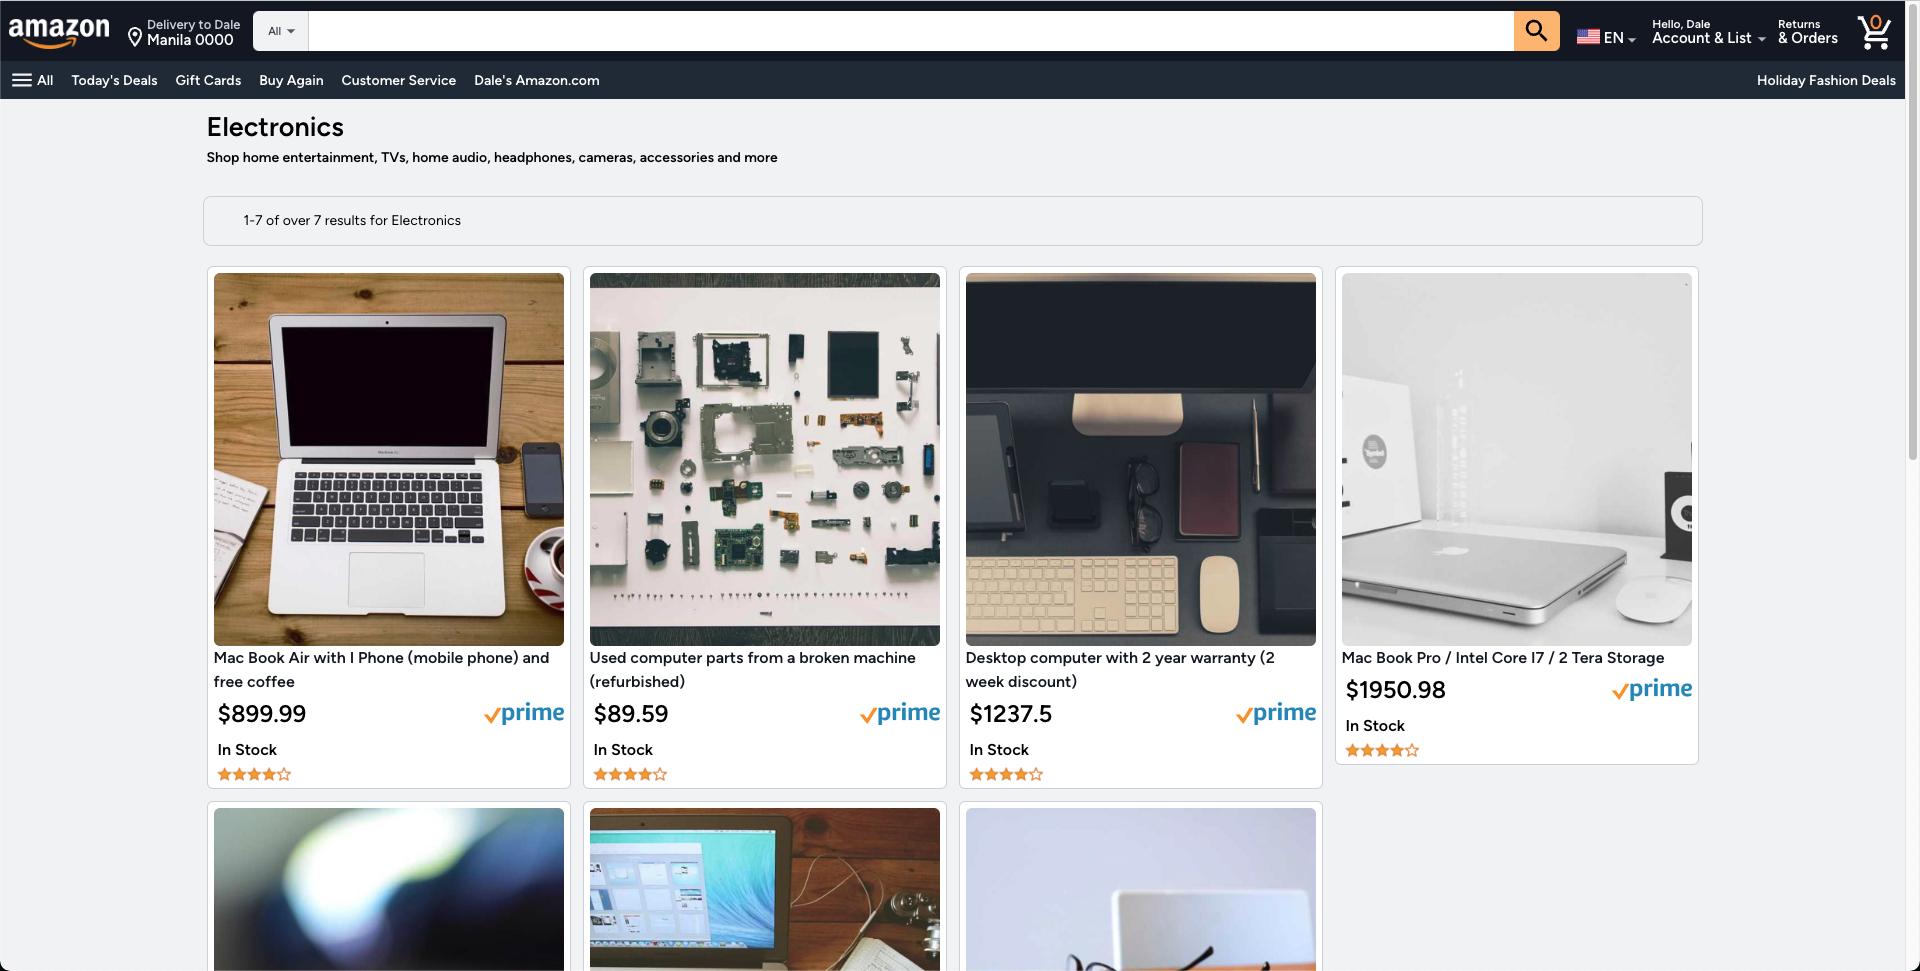 amazon
Delivery to Dale
Manila 0000
All
EN
Hello, Dale
Account & List
Returns
& Orders
0
All
Today's Deals
Gift Cards
Buy Again
Customer Service
Dale's Amazon.com
Holiday Fashion Deals
Electronics
Shop home entertainment, TVs, home audio, headphones, cameras, accessories and more
1-7 of over 7 results for Electronics
Mac Book Air with I Phone (mobile phone) and
free coffee
$899.99
prime
In Stock
Used computer parts from a broken machine
(refurbished)
$89.59
prime
In Stock
Desktop computer with 2 year warranty (2
week discount)
$1237.5
prime
In Stock
Mac Book Pro / Intel Core I7 / 2 Tera Storage
$1950.98
prime
In Stock